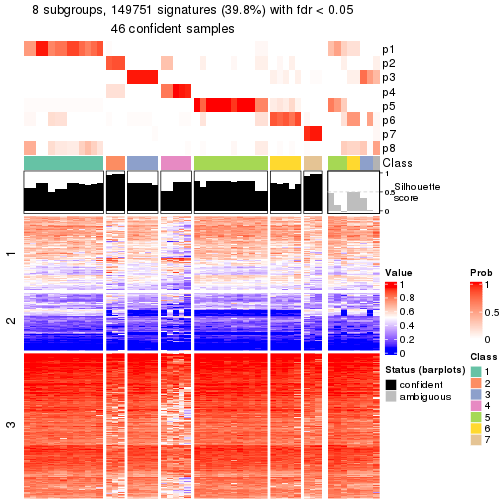 8 subgroups, 149751 signatures (39.8%) with fdr < 0.05
46 confident samples
p1
p2
p3
p4
p5
p6
p7
p8
Class
1
0.5
0
Silhouette
score
1
2
3
Value
1
0.8
0.6
0.4
0.2
0
Status (barplots)
confident
ambiguous
Prob
1
0.5
0
Class
1
2
3
4
5
6
7